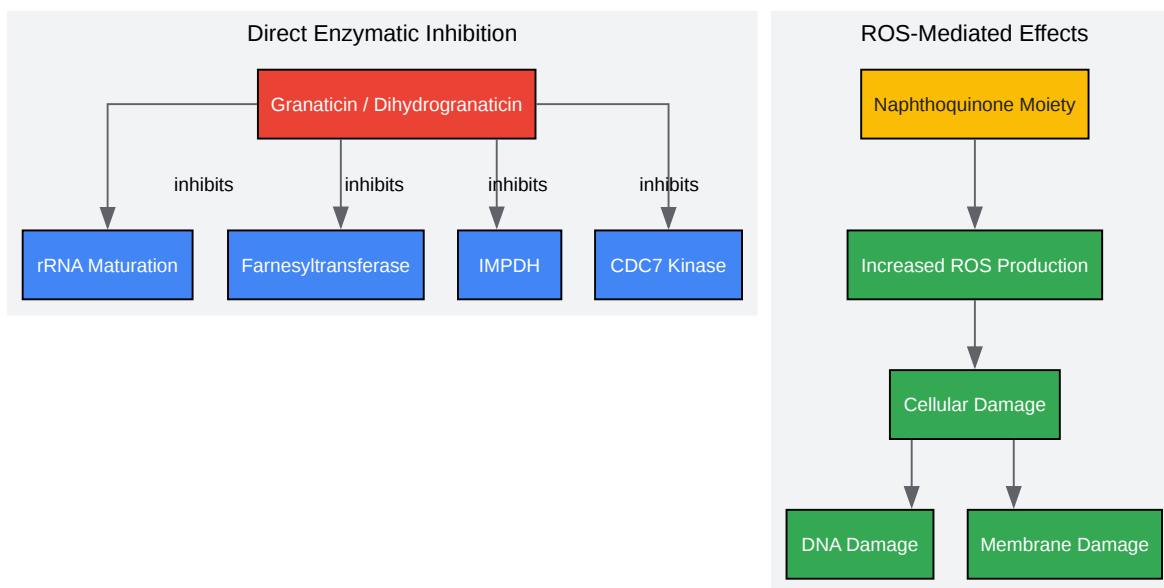 Direct Enzymatic Inhibition
Granaticin / Dihydrogranaticin
inhibits
inhibits
inhibits
inhibits
rRNA Maturation
Farnesyltransferase
IMPDH
CDC7 Kinase
ROS-Mediated Effects
Naphthoquinone Moiety
Increased ROS Production
Cellular Damage
DNA Damage
Membrane Damage